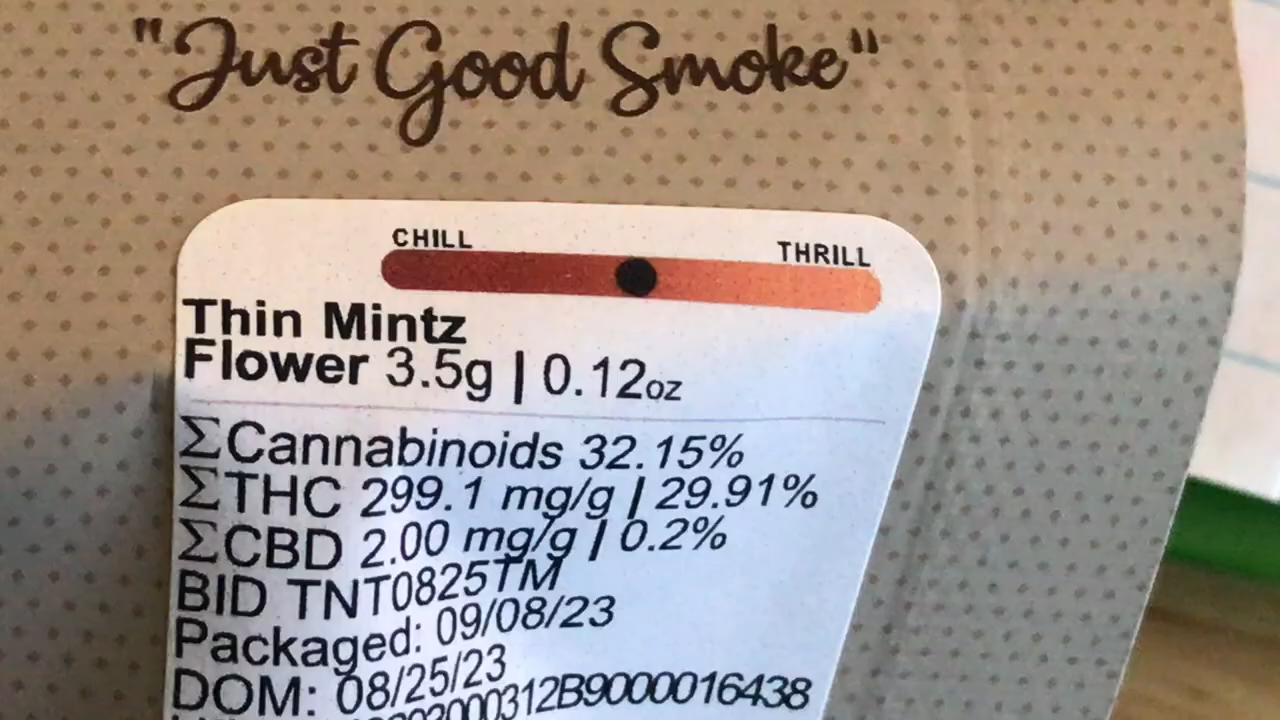 "Just Good Smoke"
CHILL THRILL
Thin Mintz
Flower 3.5g | 0.12oz
ΣCannabinoids 32.15%
ΣTHC 299.1 mg/g | 29.91%
ΣCBD 2.00 mg/g | 0.2%
BID TNT0825TM
Packaged: 09/08/23
DOM: 08/25/23